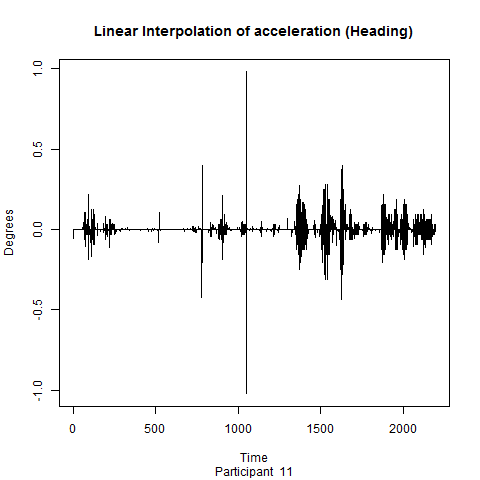 Linear Interpolation of acceleration (Heading)
Degrees
1.0
0.5
0.0
-0.5
-1.0
0 500 1000 1500 2000
Time
Participant 11